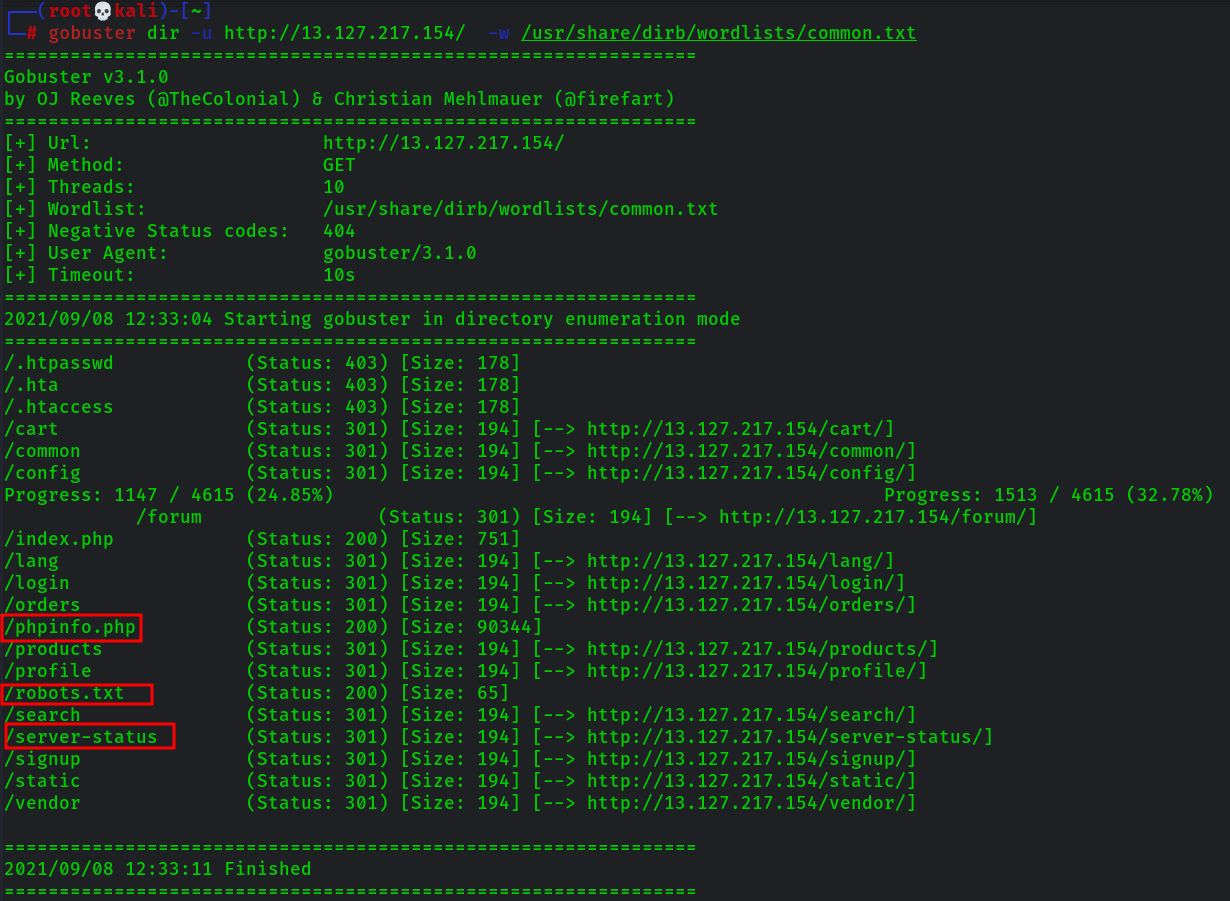 ┌──(root💀kali)-[~]
└─# gobuster dir -u http://13.127.217.154/  -w /usr/share/dirb/wordlists/common.txt
===============================================================
Gobuster v3.1.0
by OJ Reeves (@TheColonial) & Christian Mehlmauer (@firefart)
===============================================================
[+] Url:                     http://13.127.217.154/
[+] Method:                  GET
[+] Threads:                 10
[+] Wordlist:                /usr/share/dirb/wordlists/common.txt
[+] Negative Status codes:   404
[+] User Agent:              gobuster/3.1.0
[+] Timeout:                 10s
===============================================================
2021/09/08 12:33:04 Starting gobuster in directory enumeration mode
===============================================================
/.htpasswd            (Status: 403) [Size: 178]
/.hta                 (Status: 403) [Size: 178]
/.htaccess            (Status: 403) [Size: 178]
/cart                 (Status: 301) [Size: 194] [--> http://13.127.217.154/cart/]
/common               (Status: 301) [Size: 194] [--> http://13.127.217.154/common/]
/config               (Status: 301) [Size: 194] [--> http://13.127.217.154/config/]
Progress: 1147 / 4615 (24.85%)                                                  Progress: 1513 / 4615 (32.78%)
            /forum                (Status: 301) [Size: 194] [--> http://13.127.217.154/forum/]
/index.php            (Status: 200) [Size: 751]
/lang                 (Status: 301) [Size: 194] [--> http://13.127.217.154/lang/]
/login                (Status: 301) [Size: 194] [--> http://13.127.217.154/login/]
/orders               (Status: 301) [Size: 194] [--> http://13.127.217.154/orders/]
/phpinfo.php          (Status: 200) [Size: 90344]
/products             (Status: 301) [Size: 194] [--> http://13.127.217.154/products/]
/profile              (Status: 301) [Size: 194] [--> http://13.127.217.154/profile/]
/robots.txt           (Status: 200) [Size: 65]
/search               (Status: 301) [Size: 194] [--> http://13.127.217.154/search/]
/server-status        (Status: 301) [Size: 194] [--> http://13.127.217.154/server-status/]
/signup               (Status: 301) [Size: 194] [--> http://13.127.217.154/signup/]
/static               (Status: 301) [Size: 194] [--> http://13.127.217.154/static/]
/vendor               (Status: 301) [Size: 194] [--> http://13.127.217.154/vendor/]

===============================================================
2021/09/08 12:33:11 Finished
===============================================================